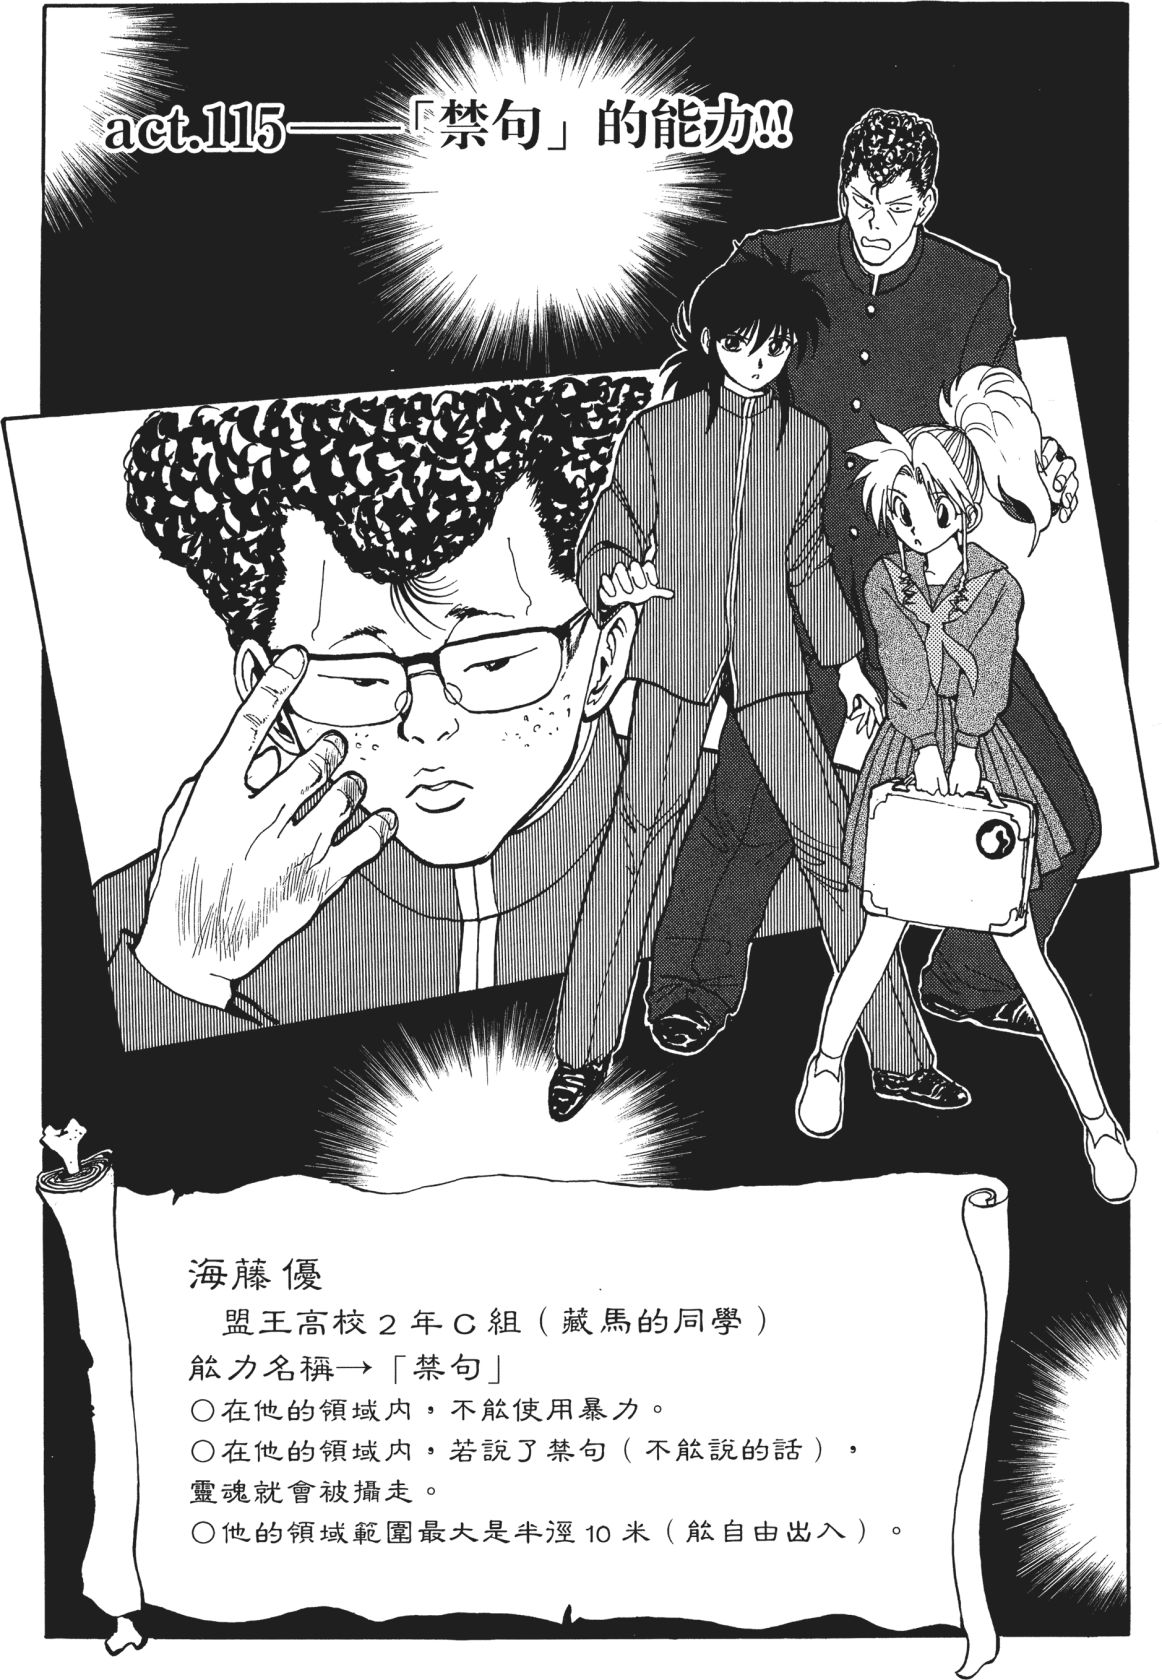 act.115——「禁句」的能力!!
海藤優
盟王高校2年C組（藏馬的同學）
能力名稱→「禁句」
○在他的領域內，不能使用暴力。
○在他的領域內，若說了禁句（不能說的話），
靈魂就會被攝走。
○他的領域範圍最大是半徑10米（能自由出入）。